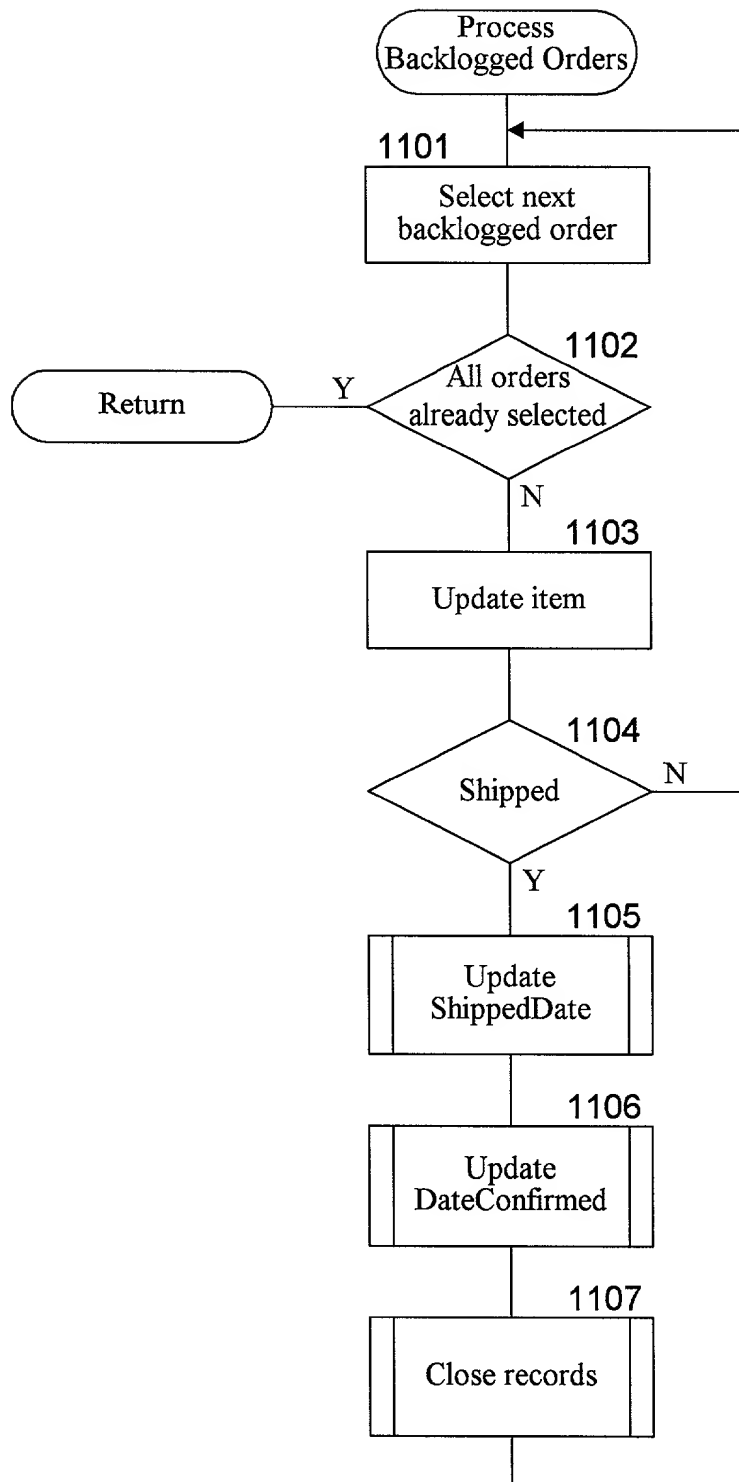 Process
Backlogged Orders
1101
Select next
backlogged order
1102
All orders
already selected
Y
Return
N
1103
Update item
1104
Shipped
N
Y
1105
Update
ShippedDate
1106
Update
DateConfirmed
1107
Close records